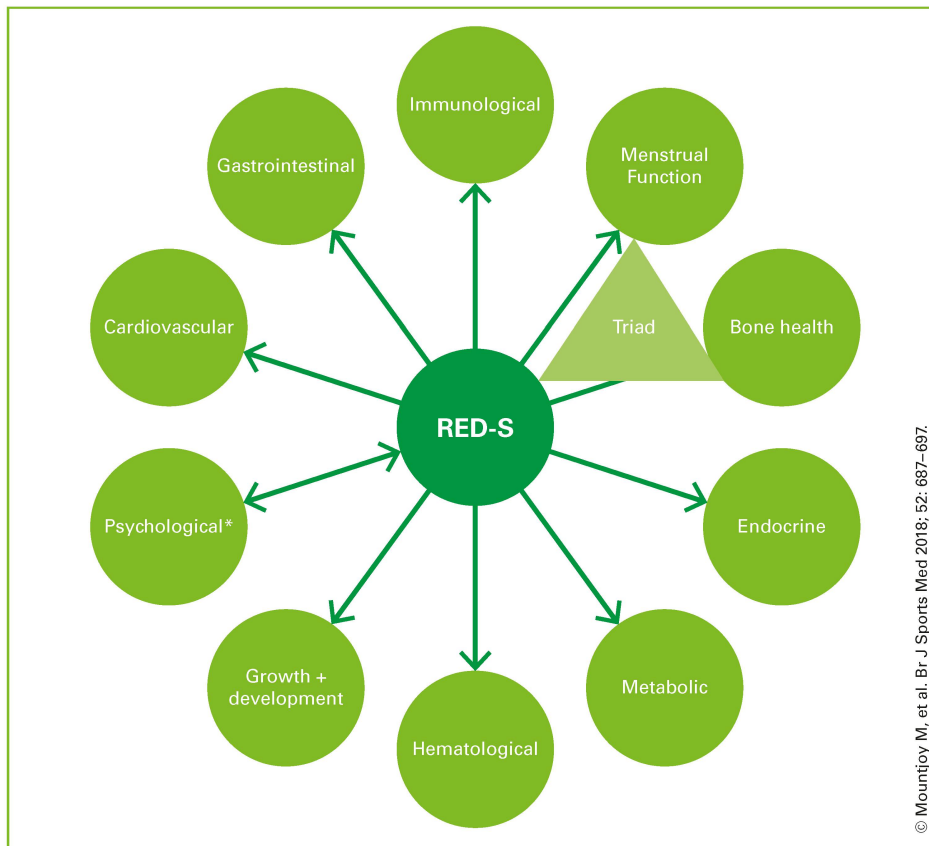 Immunological
Gastrointestinal
Menstrual
Function
Cardiovascular
Triad
Bone health
RED-S
Psychological*
Endocrine
Growth +
development
Metabolic
Hematological
© Mountjoy M, et al. Br J Sports Med 2018; 52: 687–697.